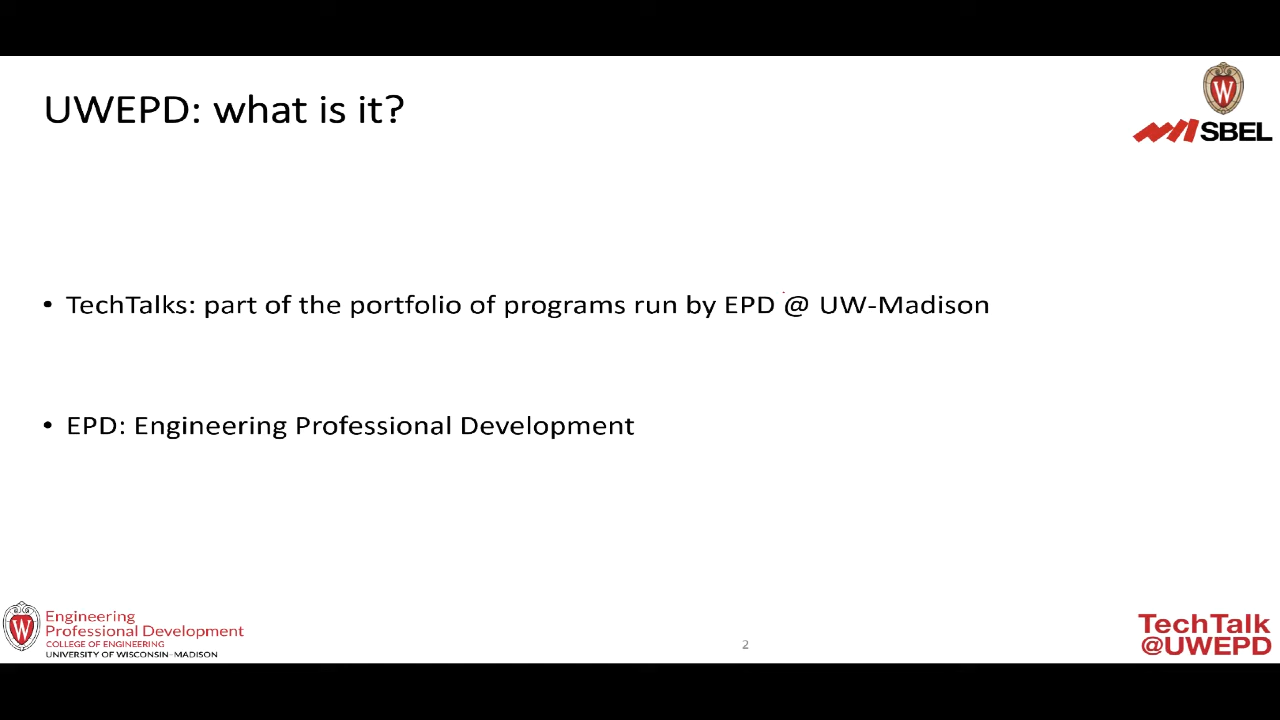 UWEPD: what is it?
W
SBEL
• TechTalks: part of the portfolio of programs run by EPD @ UW-Madison
• EPD: Engineering Professional Development
W
Engineering
Professional Development
COLLEGE OF ENGINEERING
UNIVERSITY OF WISCONSIN–MADISON
2
TechTalk
@UWEPD